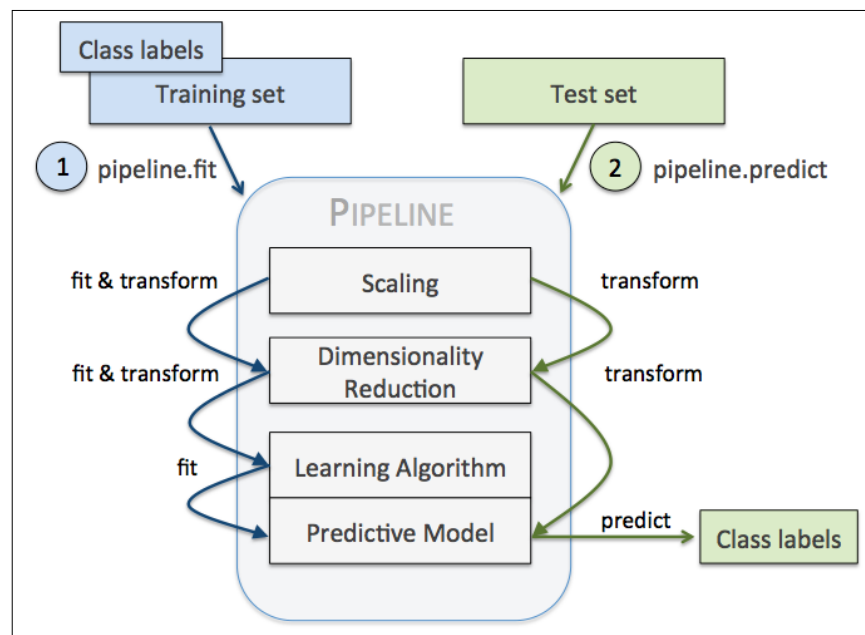 Class labels
Training set
Test set
1
pipeline.fit
2
pipeline.predict
PIPELINE
fit & transform
Scaling
transform
fit & transform
Dimensionality
Reduction
transform
fit
Learning Algorithm
Predictive Model
predict
Class labels